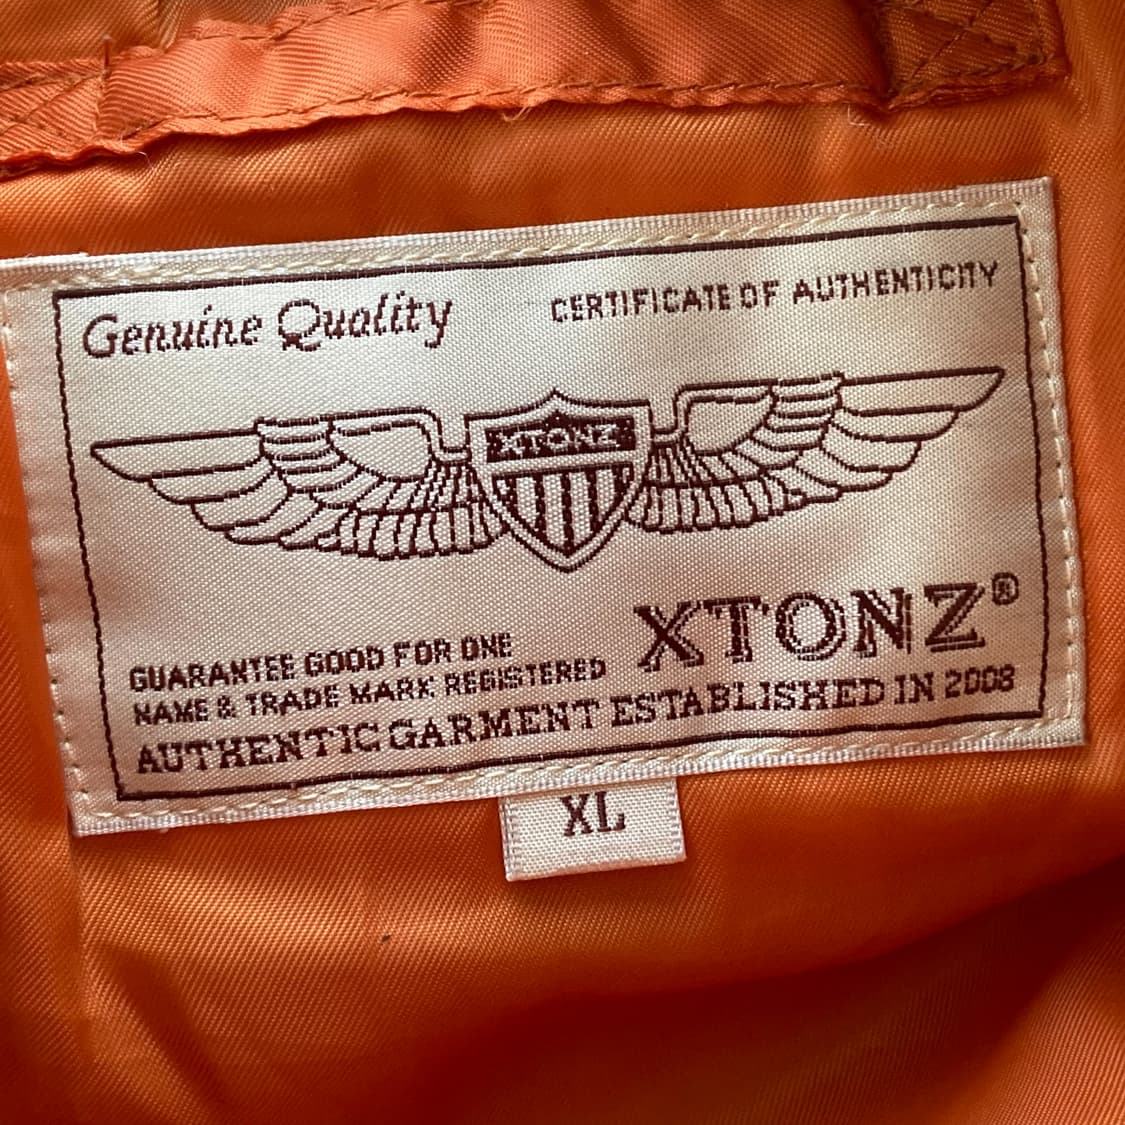 Genuine Quality
CERTIFICATE OF AUTHENTICITY
XTONZ
XTONZ®
GUARANTEE GOOD FOR ONE
NAME & TRADE MARK REGISTERED
AUTHENTIC GARMENT ESTABLISHED IN 2008
XL